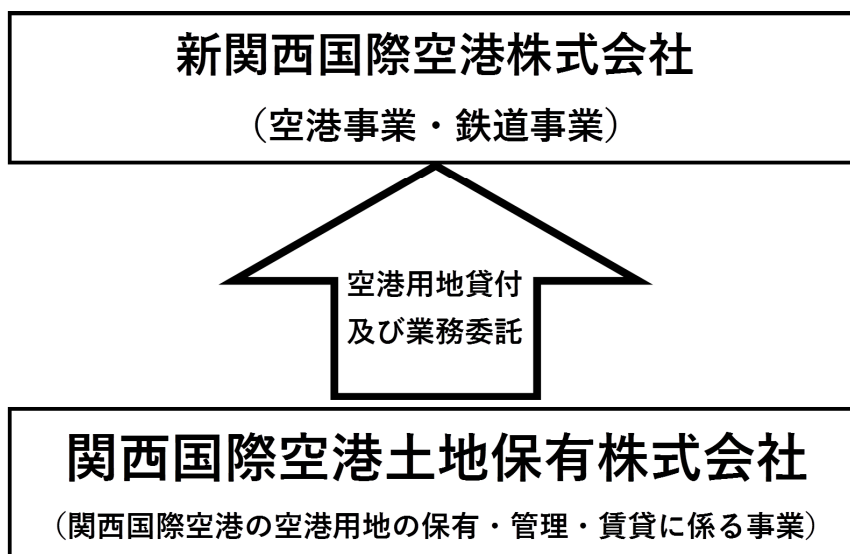 新関西国際空港株式会社
（空港事業・鉄道事業）
空港用地貸付
及び業務委託
関西国際空港土地保有株式会社
（関西国際空港の空港用地の保有・管理・賃貸に係る事業）